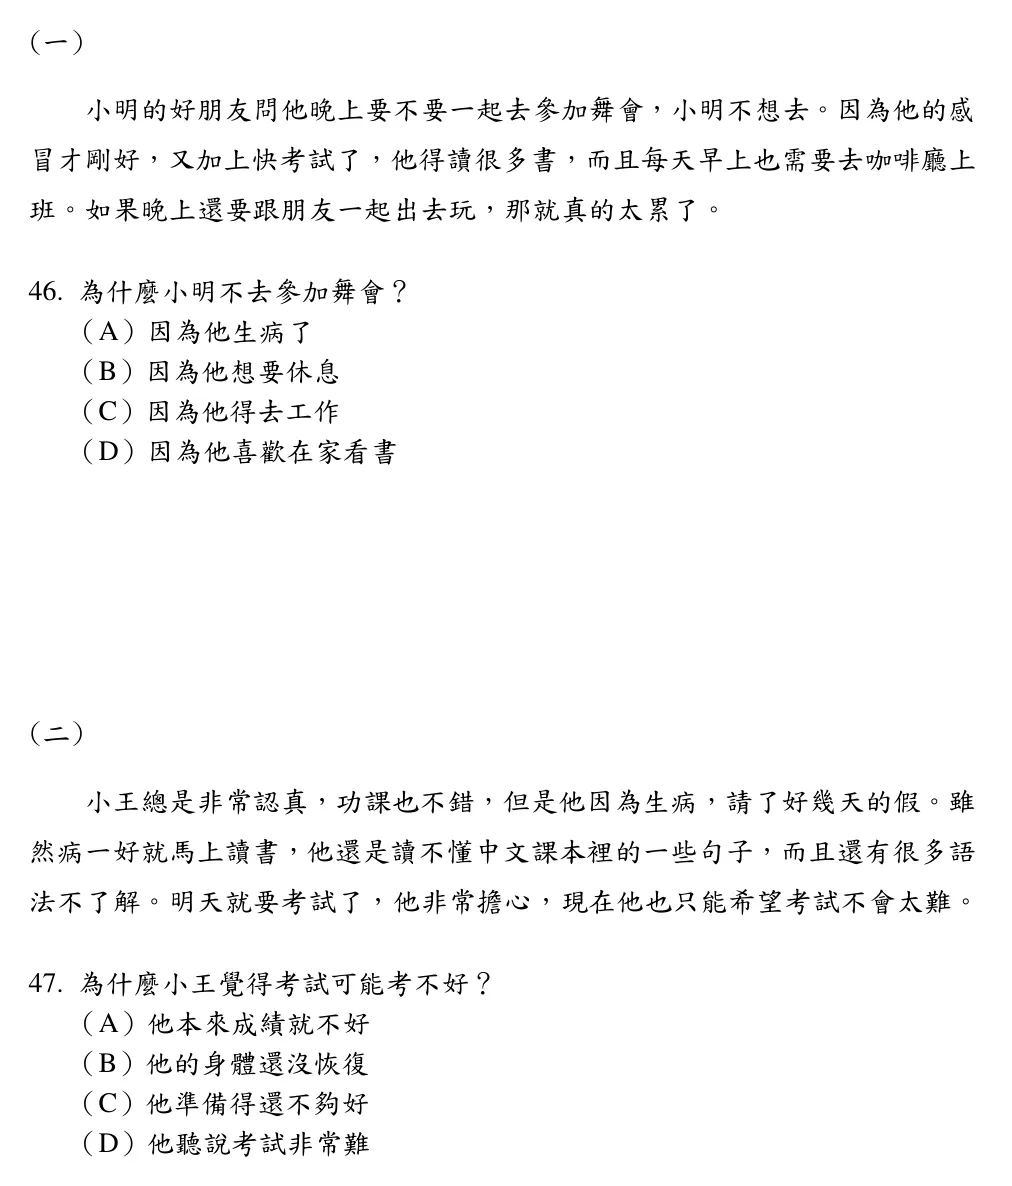 (一)
小明的好朋友問他晚上要不要一起去參加舞會，小明不想去。因為他的感
冒才剛好，又加上快考試了，他得讀很多書，而且每天早上也需要去咖啡廳上
班。如果晚上還要跟朋友一起出去玩，那就真的太累了。
46. 為什麼小明不去參加舞會？
（A）因為他生病了
（B）因為他想要休息
（C）因為他得去工作
（D）因為他喜歡在家看書
(二)
小王總是非常認真，功課也不錯，但是他因為生病，請了好幾天的假。雖
然病一好就馬上讀書，他還是讀不懂中文課本裡的一些句子，而且還有很多語
法不了解。明天就要考試了，他非常擔心，現在他也只能希望考試不會太難。
47. 為什麼小王覺得考試可能考不好？
（A）他本來成績就不好
（B）他的身體還沒恢復
（C）他準備得還不夠好
（D）他聽說考試非常難